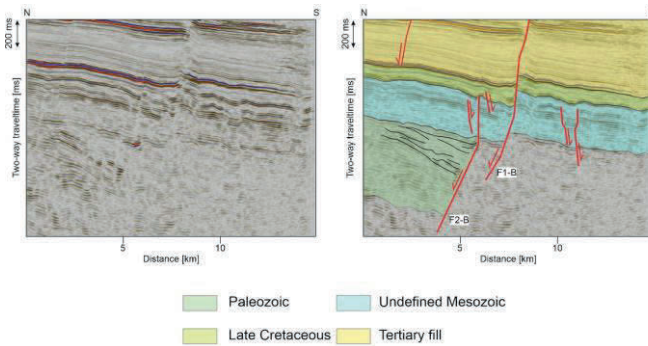 N S N S
200 ms 200 ms
Two-way traveltime [ms] Two-way traveltime [ms]
F1-B
F2-B
5 10 5 10
Distance [km] Distance [km]
Paleozoic Undefined Mesozoic
Late Cretaceous Tertiary fill